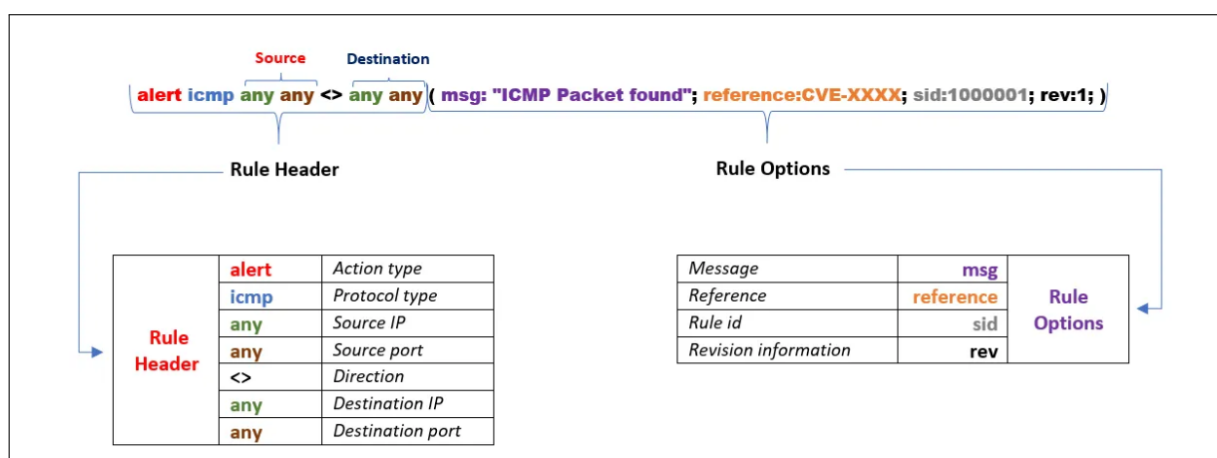 Source Destination
alert icmp any any <> any any ( msg: "ICMP Packet found"; reference:CVE-XXXX; sid:1000001; rev:1; )
Rule Header Rule Options
Rule Header
alert Action type
icmp Protocol type
any Source IP
any Source port
<> Direction
any Destination IP
any Destination port
Message msg
Reference reference
Rule id sid
Revision information rev
Rule Options